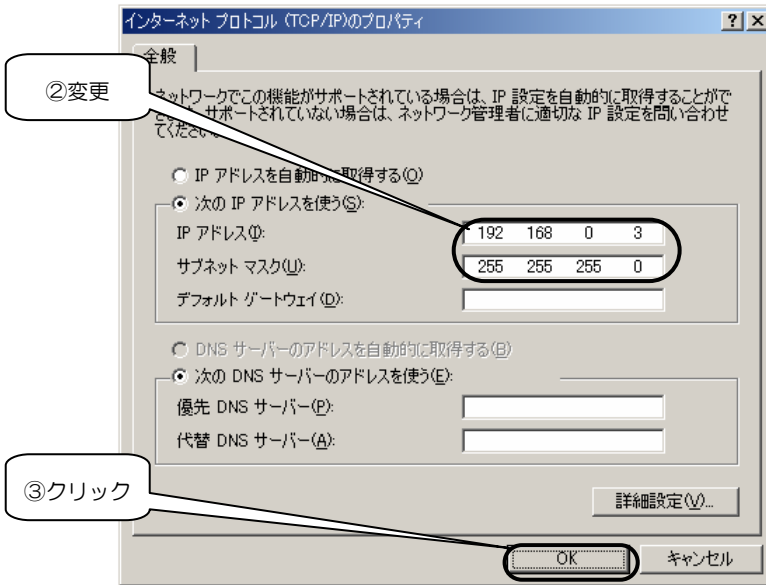 インターネット プロトコル (TCP/IP)のプロパティ
? ×
全般
②変更
ネットワークでこの機能がサポートされている場合は、IP 設定を自動的に取得することがで
サポートされていない場合は、ネットワーク管理者に適切な IP 設定を問い合わせ
てください
IP アドレスを自動的に取得する(O)
次の IP アドレスを使う(S):
IP アドレス(I): 192 168 0 3
サブネット マスク(U): 255 255 255 0
デフォルト ゲートウェイ(D):
DNS サーバーのアドレスを自動的に取得する(B)
次の DNS サーバーのアドレスを使う(E):
優先 DNS サーバー(P):
代替 DNS サーバー(A):
③クリック
詳細設定(V)...
OK キャンセル